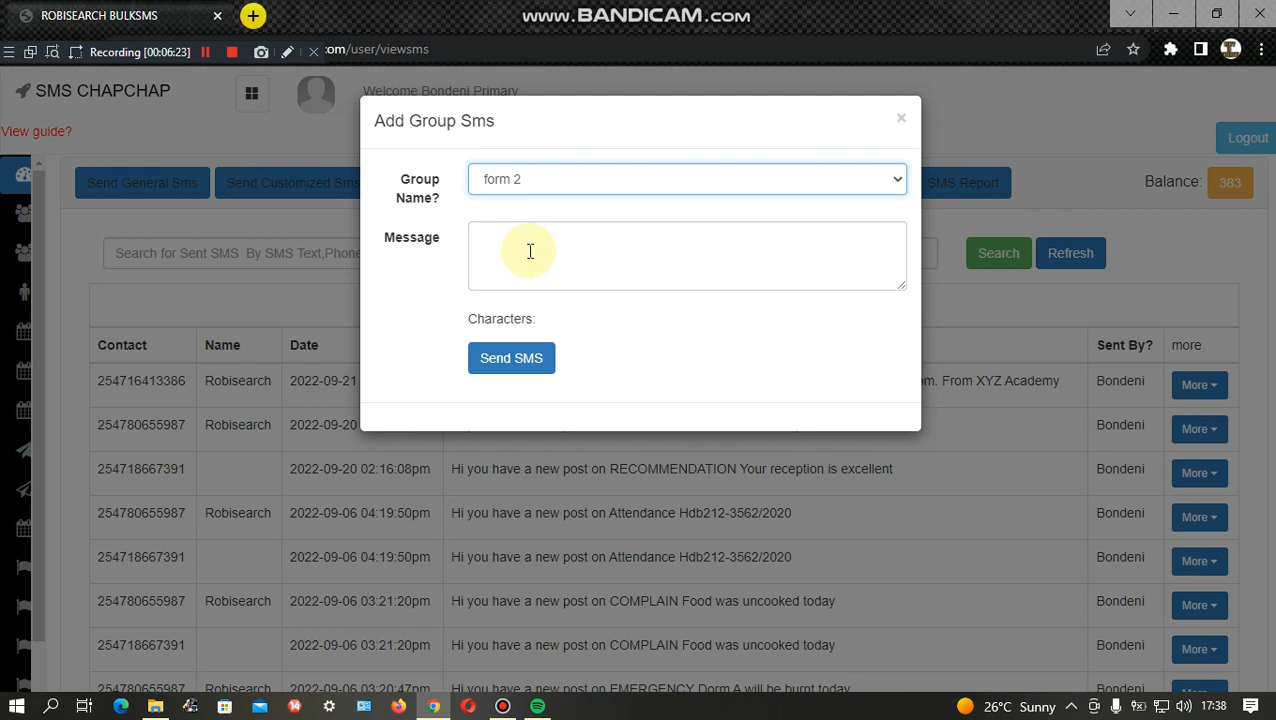 ROBISEARCH BULKSMS
WWW.BANDICAM.COM
Recording [00:06:23]
com/user/viewsms
SMS CHAPCHAP
Welcome Bondeni Primary
View guide?
Logout
Add Group Sms
×
Send General Sms
Send Customized Sms
SMS Report
Balance: 383
Group Name?
form 2
Message
Search for Sent SMS By SMS Text,Phone
Search
Refresh
Characters:
Send SMS
Contact Name Date Sent By? more
254716413386 Robisearch 2022-09-21 om. From XYZ Academy Bondeni More
254780655987 Robisearch 2022-09-20 Bondeni More
254718667391 2022-09-20 02:16:08pm Hi you have a new post on RECOMMENDATION Your reception is excellent Bondeni More
254780655987 Robisearch 2022-09-06 04:19:50pm Hi you have a new post on Attendance Hdb212-3562/2020 Bondeni More
254718667391 2022-09-06 04:19:50pm Hi you have a new post on Attendance Hdb212-3562/2020 Bondeni More
254780655987 Robisearch 2022-09-06 03:21:20pm Hi you have a new post on COMPLAIN Food was uncooked today Bondeni More
254718667391 2022-09-06 03:21:20pm Hi you have a new post on COMPLAIN Food was uncooked today Bondeni More
254780655987 Robisearch 2022-09-06 03:20:47pm Hi you have a new post on EMERGENCY Dorm A will be burnt today Bondeni
26°C Sunny
17:38